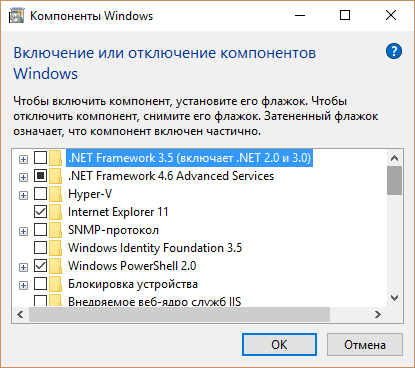 Компоненты Windows
Включение или отключение компонентов
Windows
?
Чтобы включить компонент, установите его флажок. Чтобы
отключить компонент, снимите его флажок. Затененный флажок
означает, что компонент включен частично.
.NET Framework 3.5 (включает .NET 2.0 и 3.0)
.NET Framework 4.6 Advanced Services
Hyper-V
Internet Explorer 11
SNMP-протокол
Windows Identity Foundation 3.5
Windows PowerShell 2.0
Блокировка устройства
Внедряемое веб-ядро служб IIS
OK
Отмена